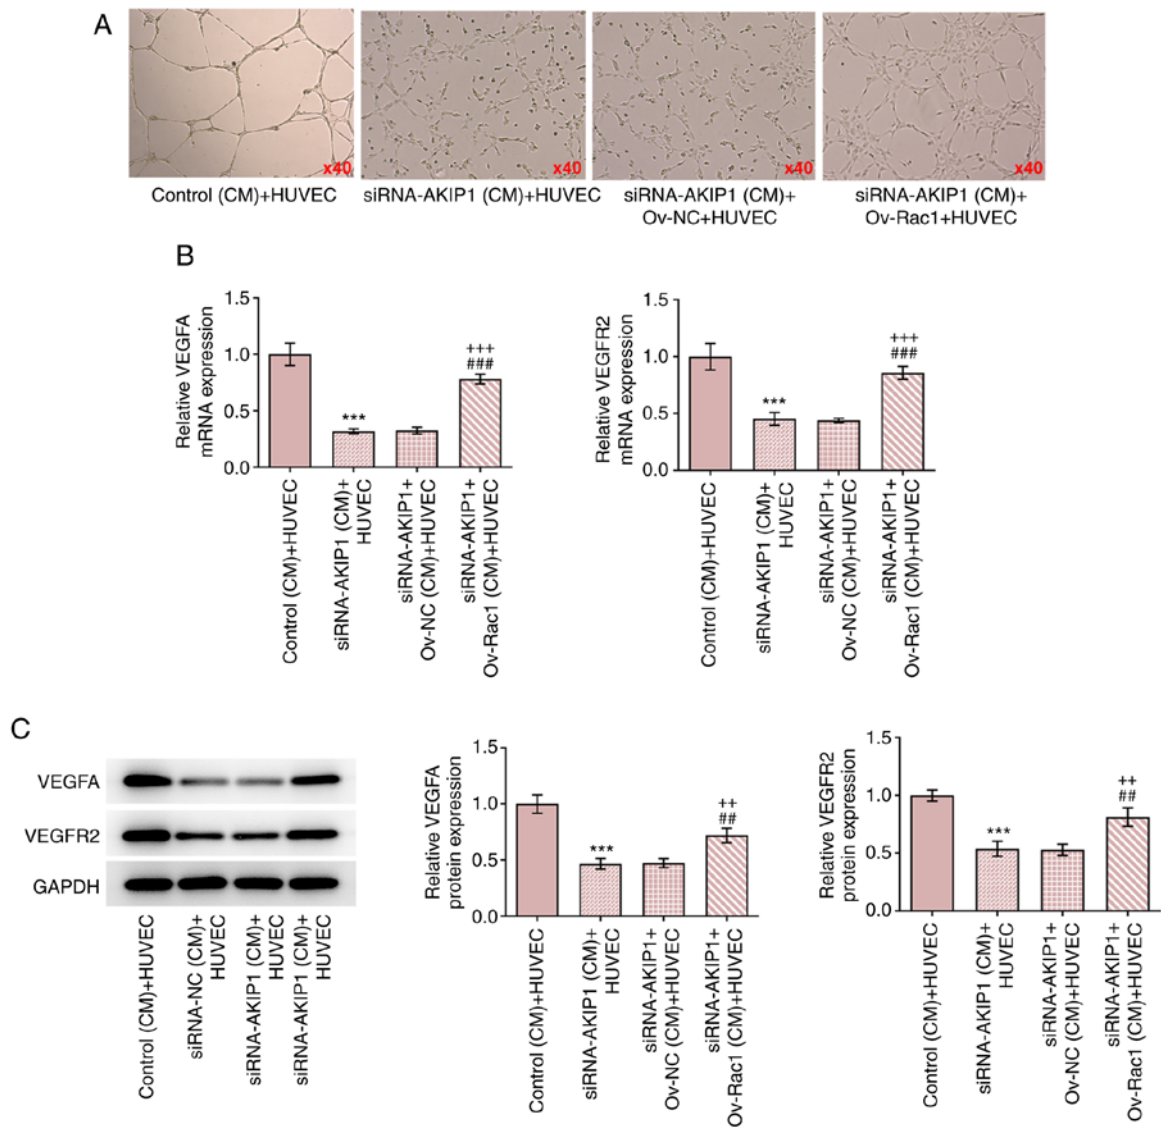 A
x40
x40
x40
x40
Control (CM)+HUVEC
siRNA-AKIP1 (CM)+HUVEC
siRNA-AKIP1 (CM)+
Ov-NC+HUVEC
siRNA-AKIP1 (CM)+
Ov-Rac1+HUVEC
B
Relative VEGFA
mRNA expression
1.5
1.0
0.5
0.0
***
+++
###
Control (CM)+HUVEC
siRNA-AKIP1 (CM)+
HUVEC
siRNA-AKIP1+
Ov-NC (CM)+HUVEC
siRNA-AKIP1+
Ov-Rac1 (CM)+HUVEC
Relative VEGFR2
mRNA expression
1.5
1.0
0.5
0.0
***
+++
###
Control (CM)+HUVEC
siRNA-AKIP1 (CM)+
HUVEC
siRNA-AKIP1+
Ov-NC (CM)+HUVEC
siRNA-AKIP1+
Ov-Rac1 (CM)+HUVEC
C
VEGFA
VEGFR2
GAPDH
Control (CM)+HUVEC
siRNA-NC (CM)+
HUVEC
siRNA-AKIP1 (CM)+
HUVEC
siRNA-AKIP1 (CM)+
HUVEC
Relative VEGFA
protein expression
1.5
1.0
0.5
0.0
***
++
##
Control (CM)+HUVEC
siRNA-AKIP1 (CM)+
HUVEC
siRNA-AKIP1+
Ov-NC (CM)+HUVEC
siRNA-AKIP1+
Ov-Rac1 (CM)+HUVEC
Relative VEGFR2
protein expression
1.5
1.0
0.5
0.0
***
++
##
Control (CM)+HUVEC
siRNA-AKIP1 (CM)+
HUVEC
siRNA-AKIP1+
Ov-NC (CM)+HUVEC
siRNA-AKIP1+
Ov-Rac1 (CM)+HUVEC